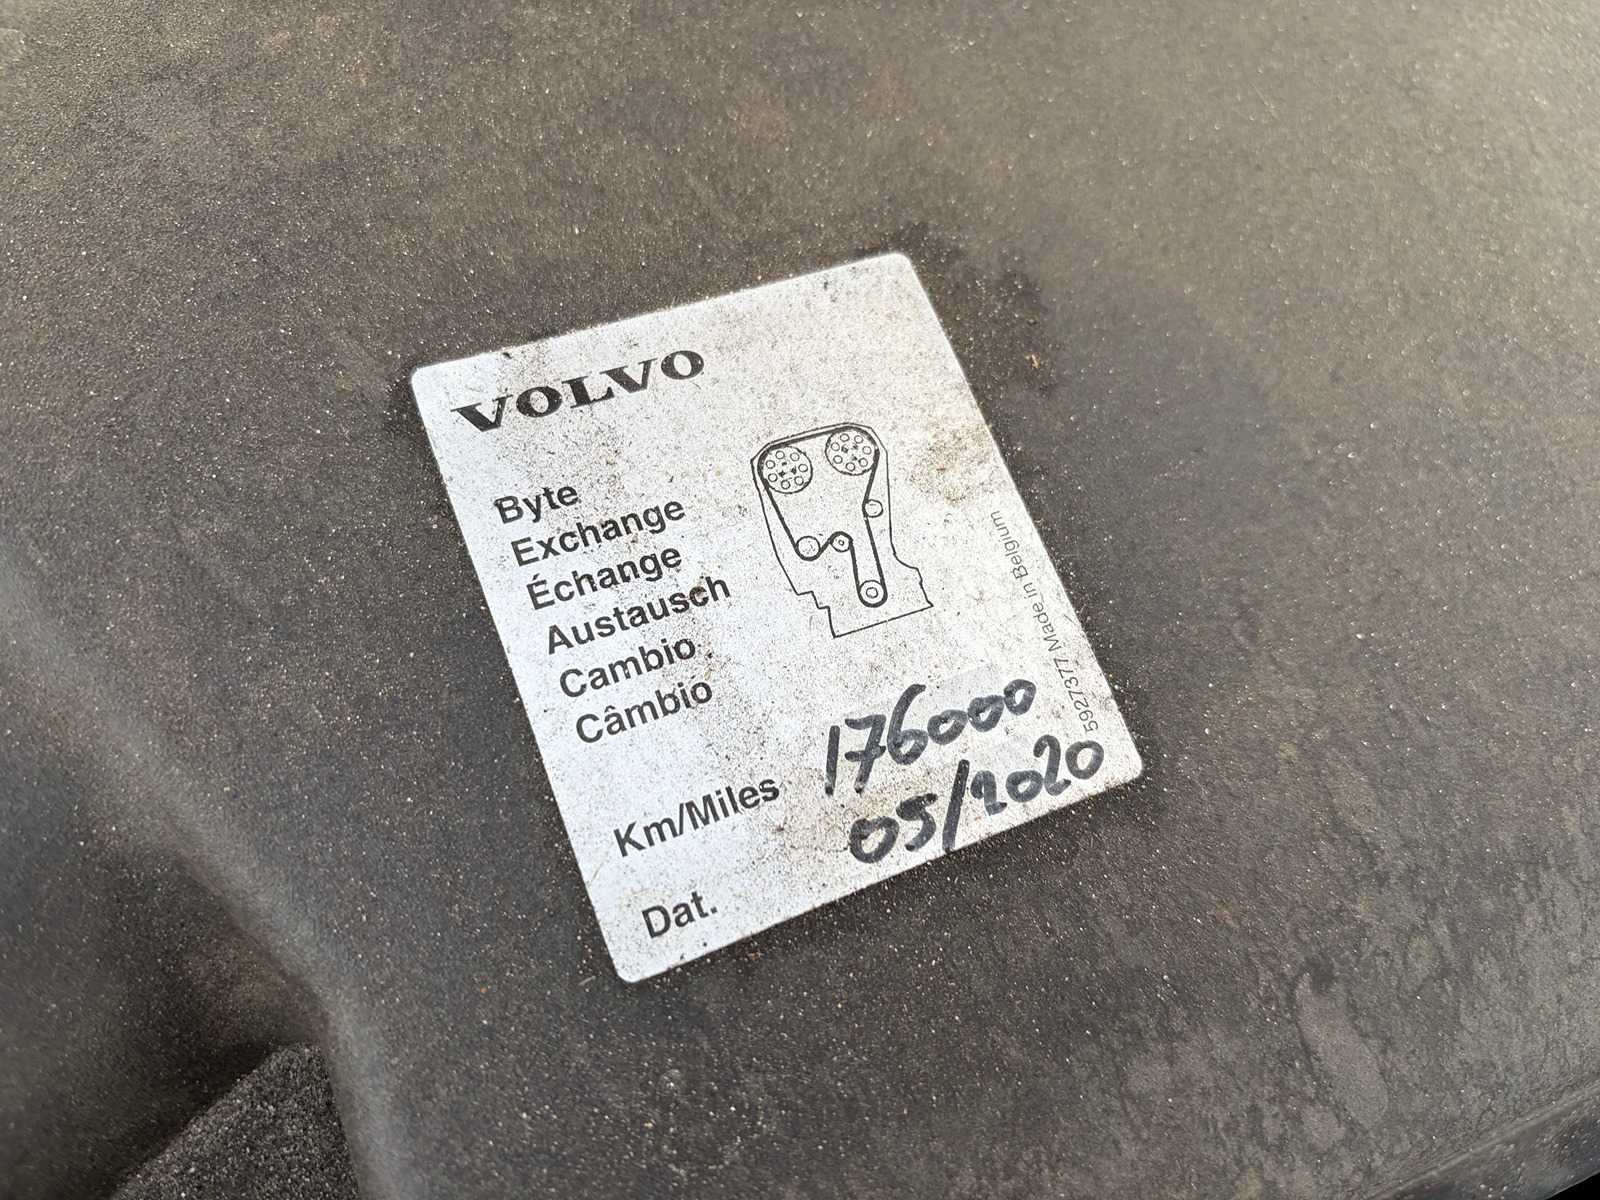 VOLVO
Byte
Exchange
Échange
Austausch
Cambio
Câmbio
Km/Miles 176000
Dat. 05/2020
5927377 Made in Belgium